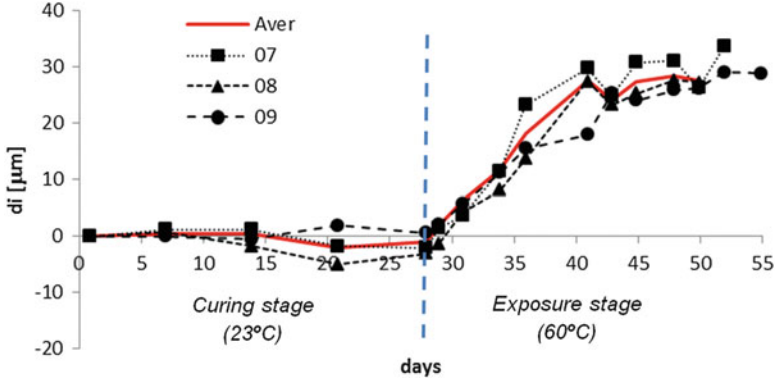 Aver
07
08
09
di [µm]
40
30
20
10
0
-10
-20
0 5 10 15 20 25 30 35 40 45 50 55
Curing stage
(23ºC)
Exposure stage
(60ºC)
days